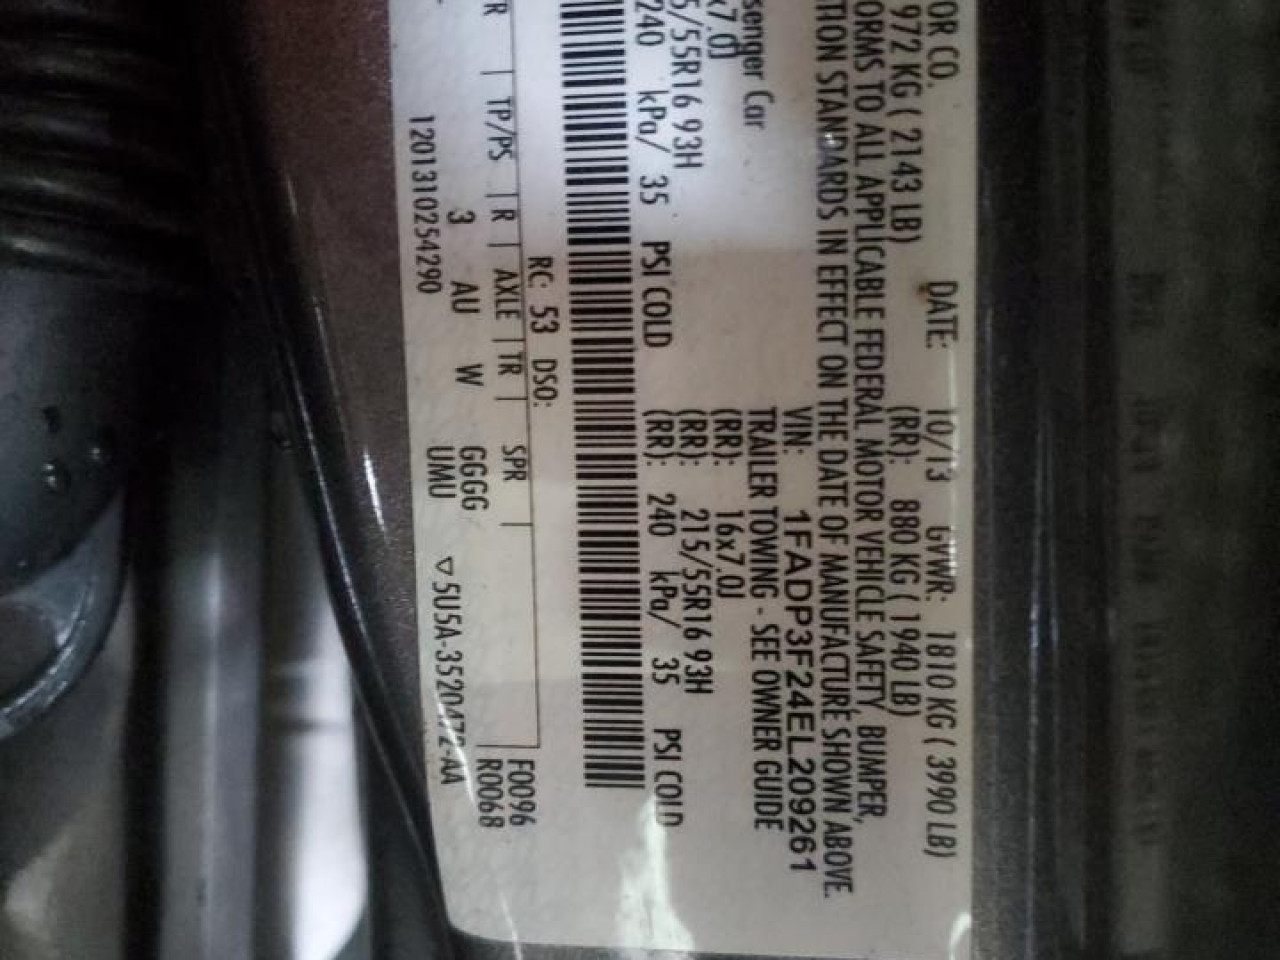 OR CO.
DATE: 10/13 GVWR: 1810 KG ( 3990 LB)
972 KG ( 2143 LB) (RR): 880 KG ( 1940 LB)
ORMS TO ALL APPLICABLE FEDERAL MOTOR VEHICLE SAFETY, BUMPER,
TION STANDARDS IN EFFECT ON THE DATE OF MANUFACTURE SHOWN ABOVE.
VIN: 1FADP3F24EL209261
senger Car TRAILER TOWING - SEE OWNER GUIDE
x7.0J (RR): 16x7.0J
5/55R16 93H (RR): 215/55R16 93H
240 kPa/ 35 PSI COLD (RR): 240 kPa/ 35 PSI COLD
RC: 53 DSO:
F0096
R TP/PS R AXLE TR SPR R0068
3 AU W GGGG
1201310254290 UMU ▽5U5A-3520472-AA